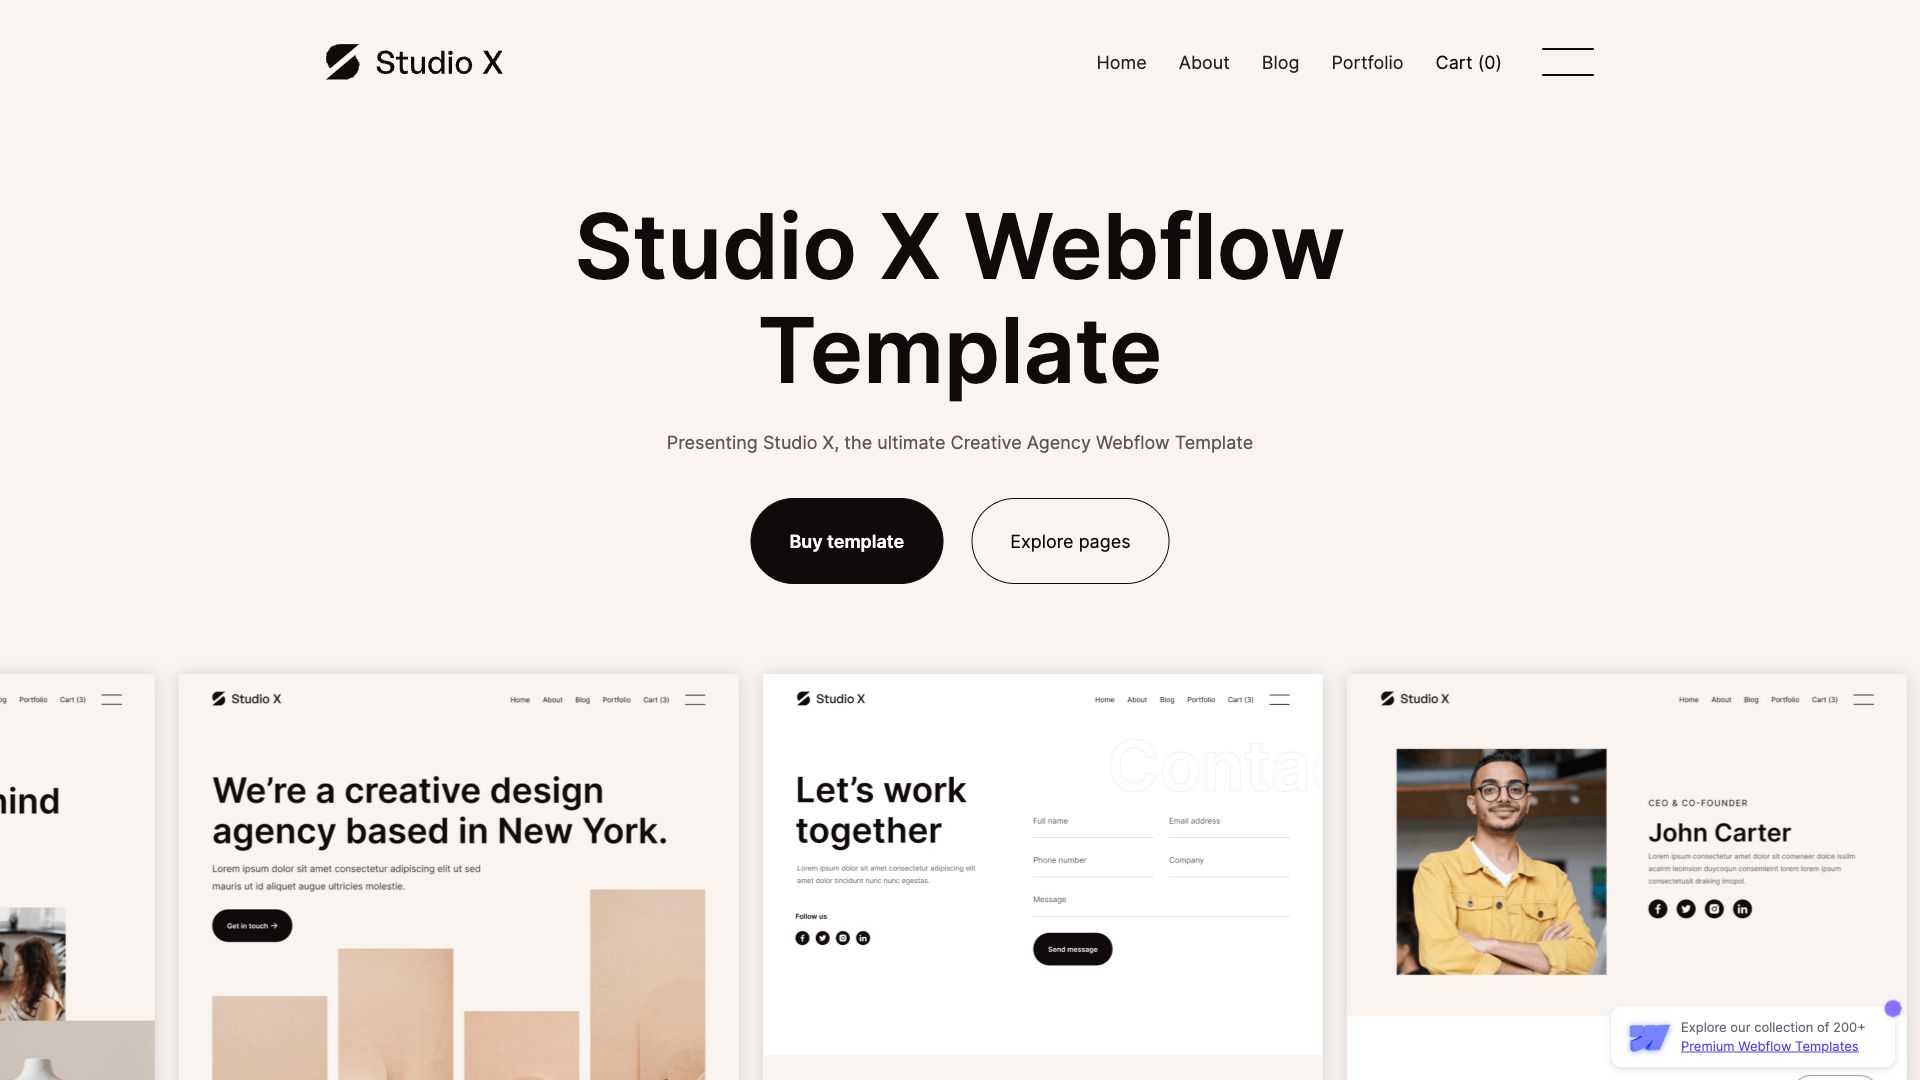 Studio X
Home About Blog Portfolio Cart (0)
Studio X Webflow
Template
Presenting Studio X, the ultimate Creative Agency Webflow Template
Buy template Explore pages
og Portfolio Cart (3)
nind
Studio X
Home About Blog Portfolio Cart (3)
We’re a creative design
agency based in New York.
Lorem ipsum dolor sit amet consectetur adipiscing elit ut sed
mauris ut id aliquet augue ultricies molestie.
Get in touch →
Studio X
Home About Blog Portfolio Cart (3)
Contac
Let’s work
together
Lorem ipsum dolor sit amet consectetur adipiscing elit
amet dolor tincidunt nunc nunc egestas.
Follow us
Full name Email address
Phone number Company
Message
Send message
Studio X
Home About Blog Portfolio Cart (3)
CEO & CO-FOUNDER
John Carter
Lorem ipsum consectetur amet dolor sit comeneer dolce issilm
acalrm leoinsion duycoqun consemleint lorem lorem ipsum
consectetusit draking imopol.
Explore our collection of 200+
Premium Webflow Templates